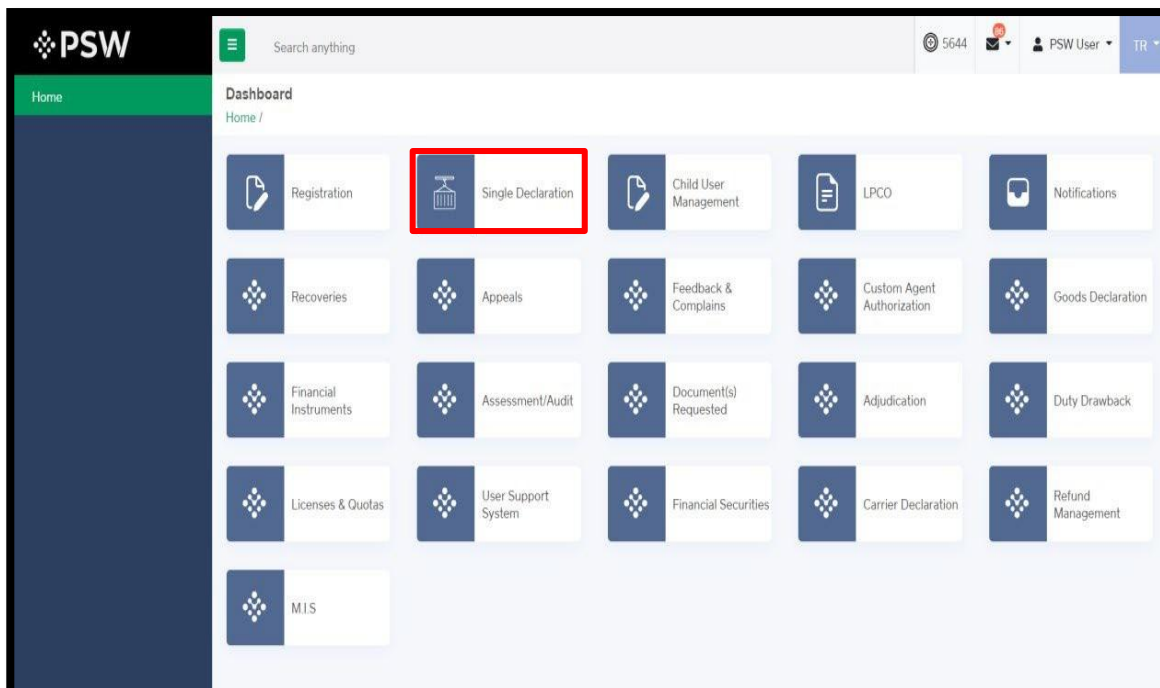 PSW
Search anything
5644
86
PSW User
TR
Home
Dashboard
Home /
Registration
Single Declaration
Child User
Management
LPCO
Notifications
Recoveries
Appeals
Feedback &
Complains
Custom Agent
Authorization
Goods Declaration
Financial
Instruments
Assessment/Audit
Document(s)
Requested
Adjudication
Duty Drawback
Licenses & Quotas
User Support
System
Financial Securities
Carrier Declaration
Refund
Management
M.I.S